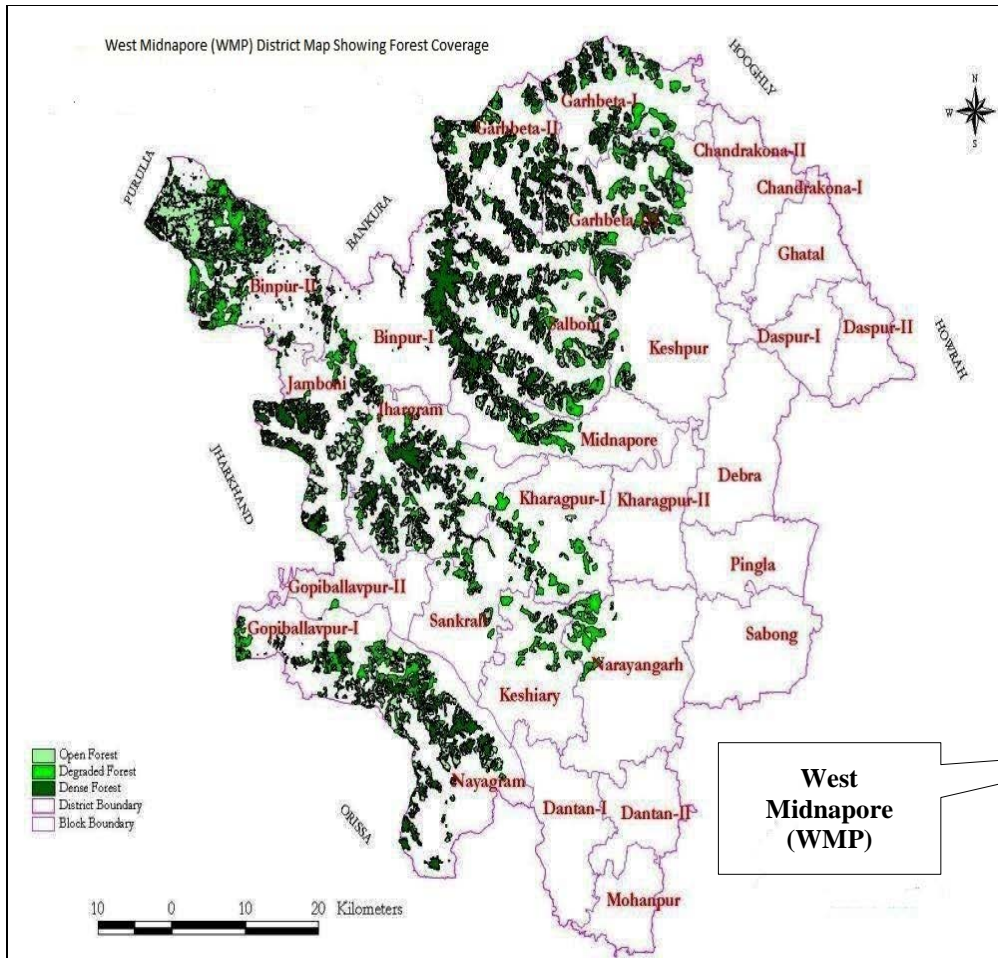 West Midnapore (WMP) District Map Showing Forest Coverage
HOOGHLY
N
W
S
Garhbeta-I
Garhbeta-II
Chandrakona-II
PURULIA
Chandrakona-I
BANKURA
Garhbeta
Ghatal
Binpur-II
Salboni
Binpur-I
Daspur-I
Daspur-II
Keshpur
HOWRAH
Jamboni
Jhargram
Midnapore
JHARKHAND
Debra
Kharagpur-I
Kharagpur-II
Pingla
Gopiballavpur-II
Sankrail
Gopiballavpur-I
Sabong
Narayangarh
Keshiary
Open Forest
Degraded Forest
Dense Forest
District Boundary
Block Boundary
Nayagram
ORISSA
Dantan-I
Dantan-II
West
Midnapore
(WMP)
Mohanpur
10 0 10 20 Kilometers